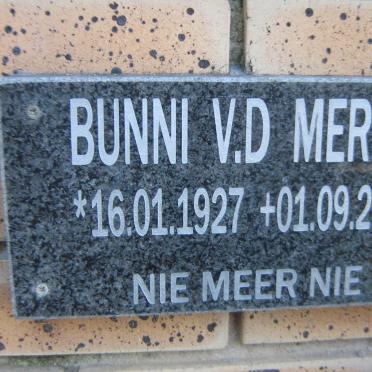 BUNNI V.D MER
*16.01.1927 +01.09.2
NIE MEER NIE